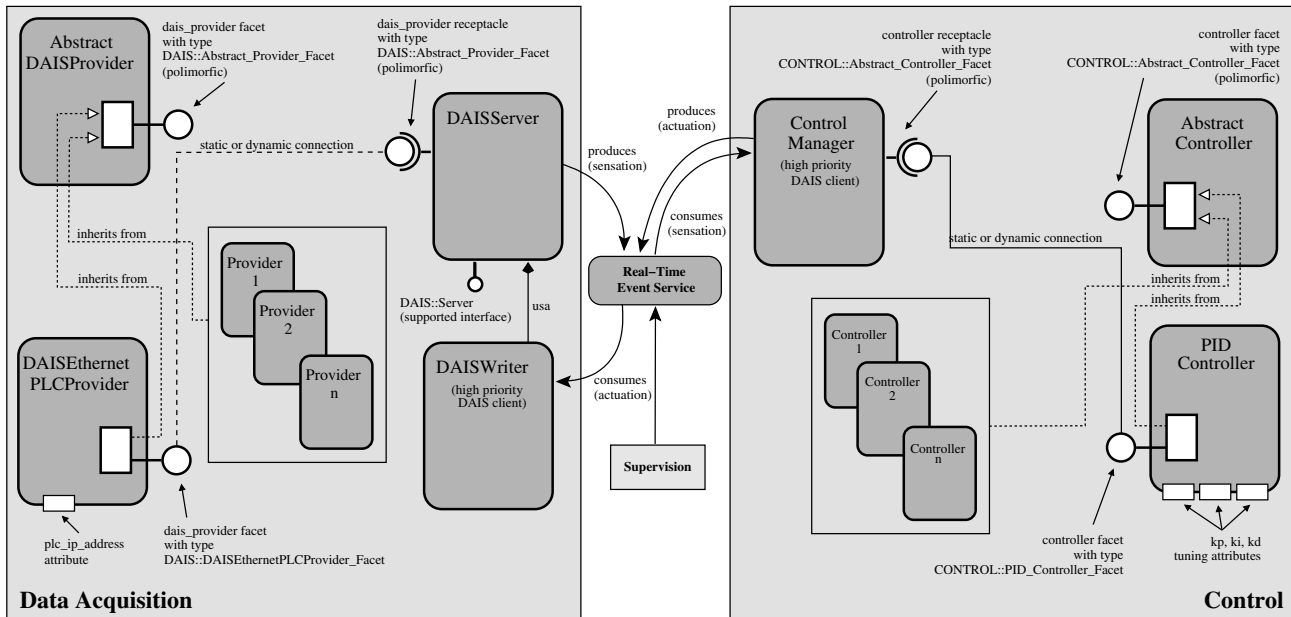 Abstract
DAISProvider
dais_provider facet
with type
DAIS::Abstract_Provider_Facet
(polimorfic)
dais_provider receptacle
with type
DAIS::Abstract_Provider_Facet
(polimorfic)
DAISServer
static or dynamic connection
produces
(sensation)
inherits from
inherits from
Provider
1
Provider
2
Provider
n
DAIS::Server
(supported interface)
usa
DAISEthernet
PLCProvider
DAISWriter
(high priority
DAIS client)
consumes
(actuation)
plc_ip_address
attribute
dais_provider facet
with type
DAIS::DAISEthernetPLCProvider_Facet
Data Acquisition
Real−Time
Event Service
Supervision
produces
(actuation)
consumes
(sensation)
controller receptacle
with type
CONTROL::Abstract_Controller_Facet
(polimorfic)
controller facet
with type
CONTROL::Abstract_Controller_Facet
(polimorfic)
Control
Manager
(high priority
DAIS client)
Abstract
Controller
static or dynamic connection
inherits from
inherits from
Controller
1
Controller
2
Controller
n
PID
Controller
controller facet
with type
CONTROL::PID_Controller_Facet
kp, ki, kd
tuning attributes
Control